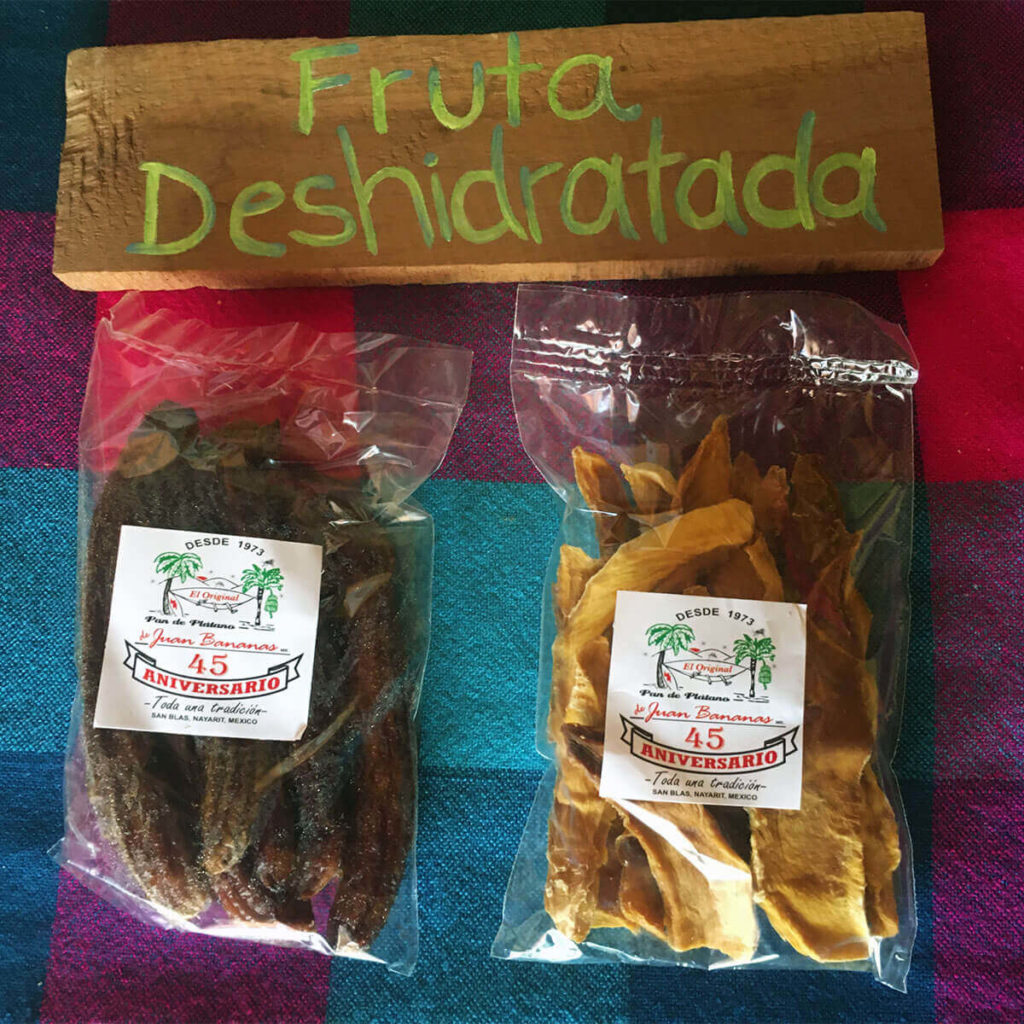 Fruta
Deshidratada
DESDE 1973
El Original
Pan de Plátano
de Juan Bananas
45
ANIVERSARIO
-Toda una tradición-
SAN BLAS, NAYARIT, MEXICO
DESDE 1973
El Original
Pan de Plátano
de Juan Bananas
45
ANIVERSARIO
-Toda una tradición-
SAN BLAS, NAYARIT, MEXICO